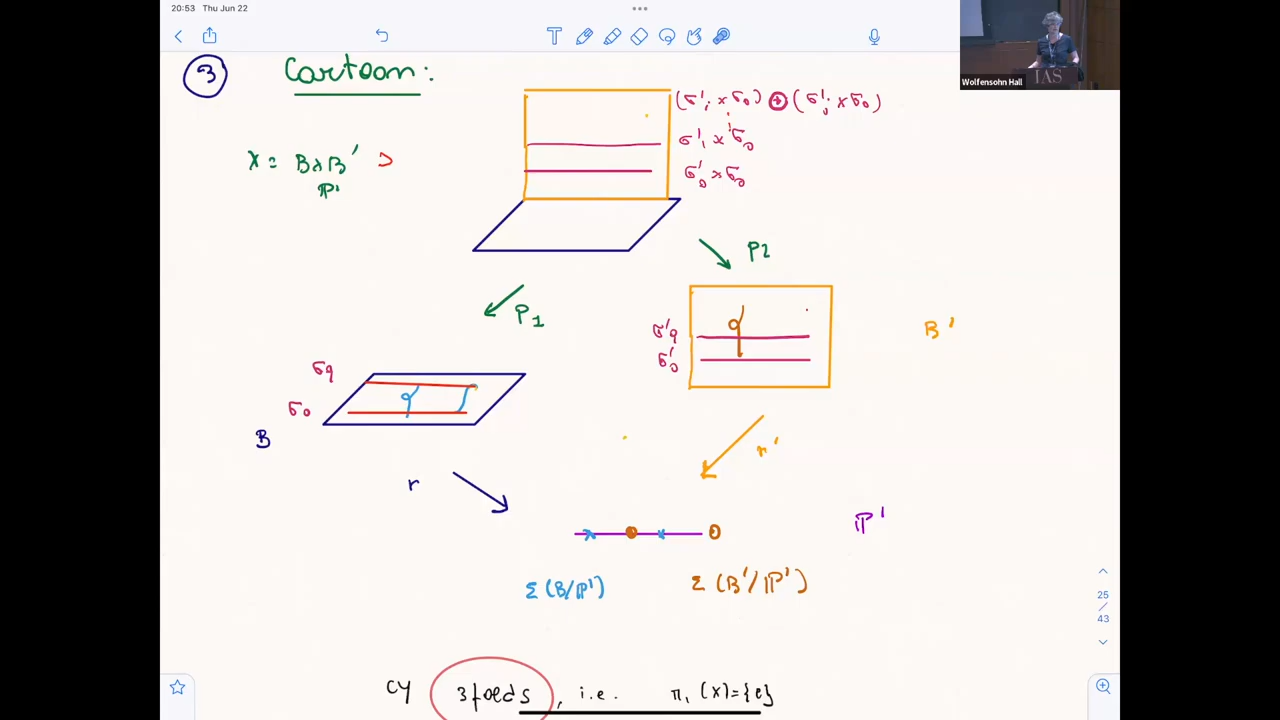 20:53 Thu Jun 22
Wolfensohn Hall
IAS
③ Cartoon:
(σ'₁ × σ₀) ⊕ (σ'₀ × σ₀)
σ'₁ × σ₀
σ'₀ × σ₀
X = B × B'
ℙ¹
P2
P1
σ'q
σ'₀
B'
σq
σ₀
B
r
r'
ℙ¹
Σ(B/ℙ¹)
Σ(B'/ℙ¹)
25
/
43
CY 3folds, i.e. π₁(X)={e}